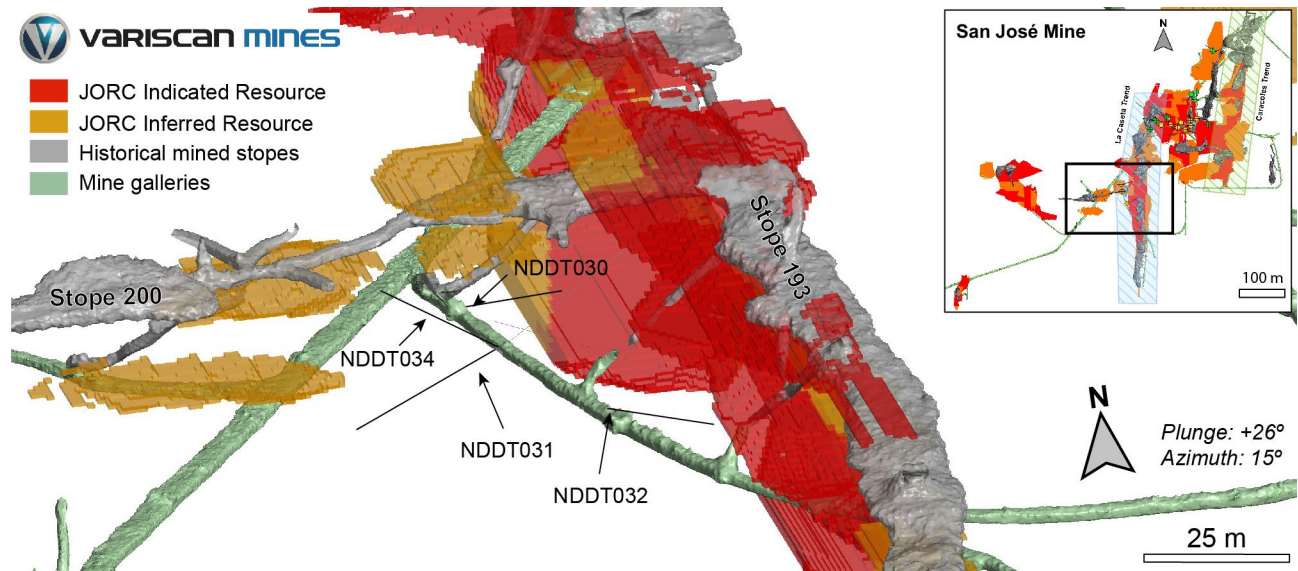 VARISCAN MINES
JORC Indicated Resource
JORC Inferred Resource
Historical mined stopes
Mine galleries
San José Mine
N
La Caseta Trend
Caracoles Trend
100 m
Stope 200
Stope 193
NDDT030
NDDT034
NDDT031
NDDT032
N
Plunge: +26º
Azimuth: 15º
25 m